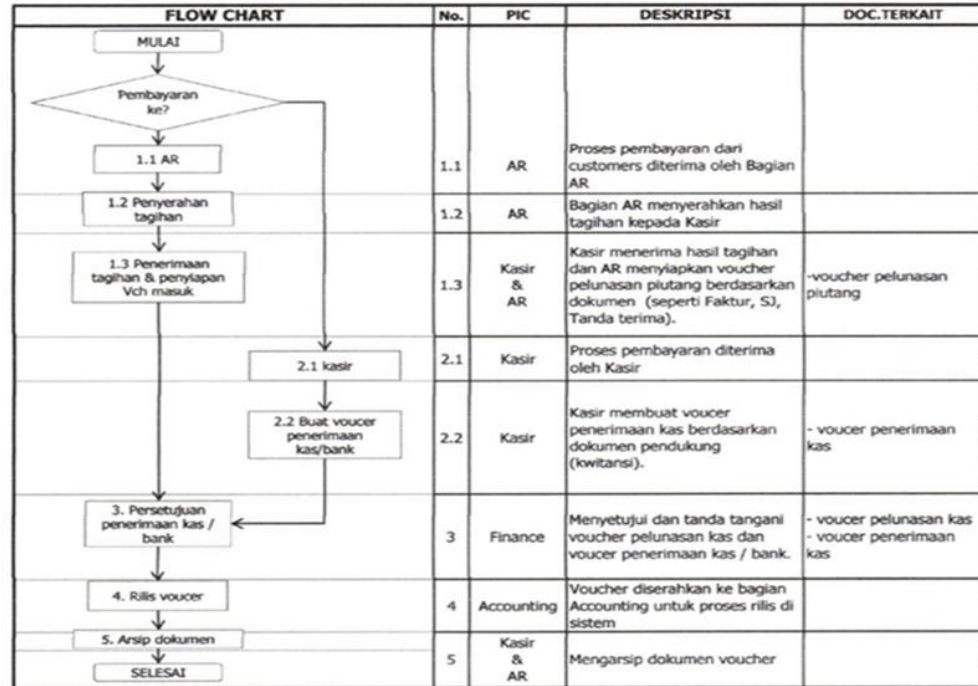 FLOW CHART No. PIC DESKRIPSI DOC.TERKAIT
MULAI
Pembayaran
ke?
1.1 AR
1.1 AR
Proses pembayaran dari
customers diterima oleh Bagian
AR
1.2 Penyerahan
tagihan
1.2 AR
Bagian AR menyerahkan hasil
tagihan kepada Kasir
1.3 Penerimaan
tagihan & penyiapan
Vch masuk
1.3
Kasir
&
AR
Kasir menerima hasil tagihan
dan AR menyiapkan voucher
pelunasan piutang berdasarkan
dokumen (seperti Faktur, SJ,
Tanda terima).
-voucher pelunasan
piutang
2.1 kasir
2.1 Kasir
Proses pembayaran diterima
oleh Kasir
2.2 Buat voucer
penerimaan
kas/bank
2.2 Kasir
Kasir membuat voucer
penerimaan kas berdasarkan
dokumen pendukung
(kwitansi).
- voucer penerimaan
kas
3. Persetujuan
penerimaan kas /
bank
3 Finance
Menyetujui dan tanda tangani
voucher pelunasan kas dan
voucer penerimaan kas / bank.
- voucer pelunasan kas
- voucer penerimaan
kas
4. Rilis voucer
4 Accounting
Voucher diserahkan ke bagian
Accounting untuk proses rilis di
sistem
5. Arsip dokumen
SELESAI
5
Kasir
&
AR
Mengarsip dokumen voucher